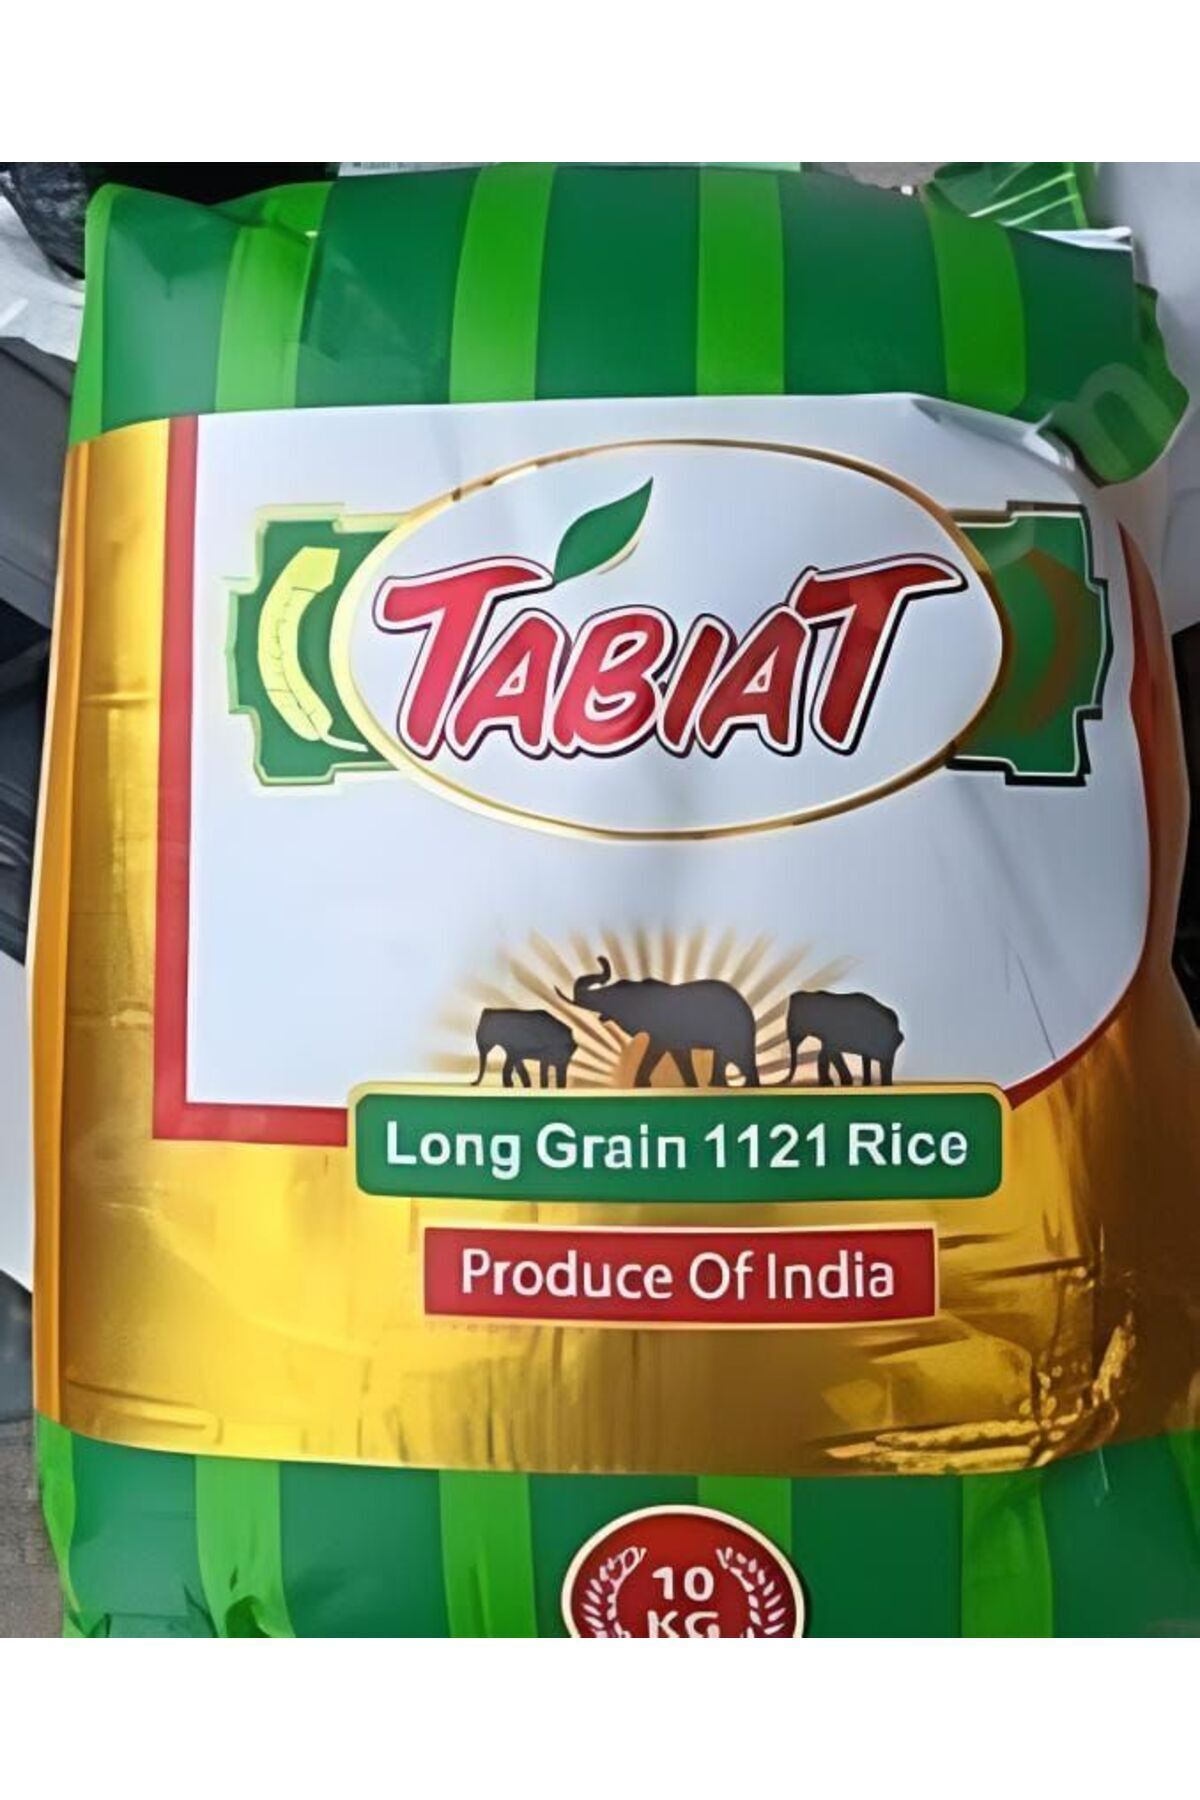 TABIAT
Long Grain 1121 Rice
Produce Of India
10
KG